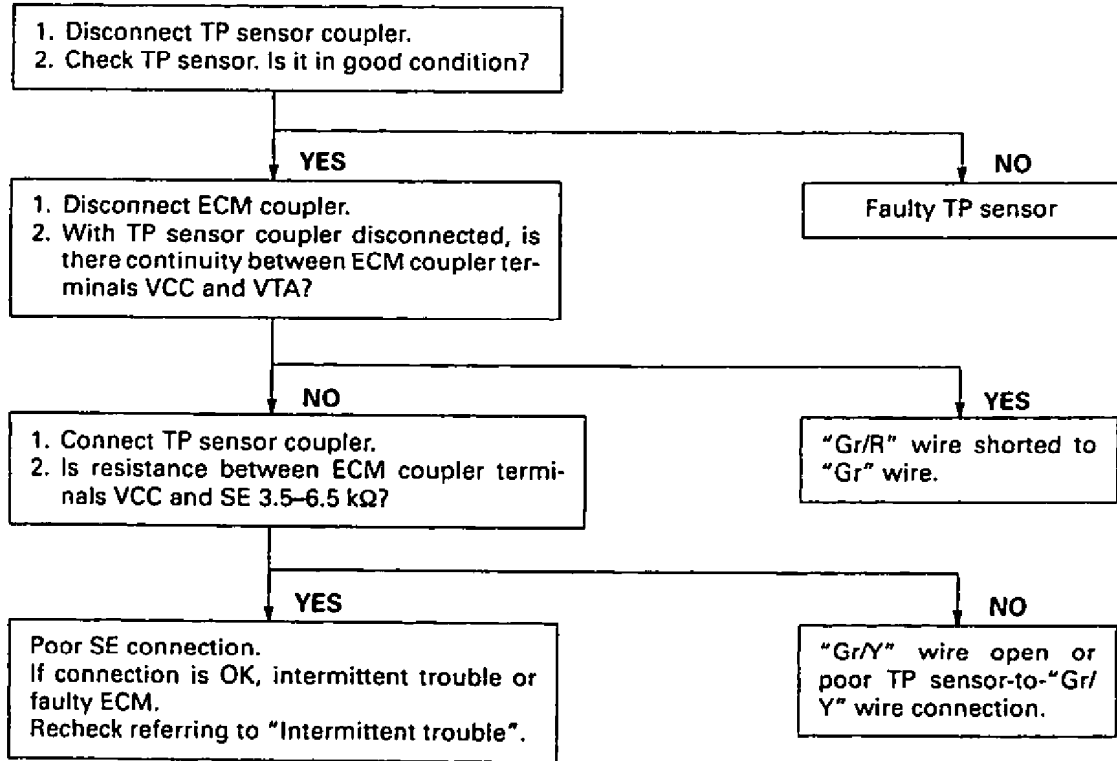 1. Disconnect TP sensor coupler.
2. Check TP sensor. Is it in good condition?
YES
NO
1. Disconnect ECM coupler.
2. With TP sensor coupler disconnected, is
there continuity between ECM coupler ter-
minals VCC and VTA?
Faulty TP sensor
NO
YES
1. Connect TP sensor coupler.
2. Is resistance between ECM coupler termi-
nals VCC and SE 3.5–6.5 kΩ?
"Gr/R" wire shorted to
"Gr" wire.
YES
NO
Poor SE connection.
If connection is OK, intermittent trouble or
faulty ECM.
Recheck referring to "Intermittent trouble".
"Gr/Y" wire open or
poor TP sensor-to-"Gr/
Y" wire connection.